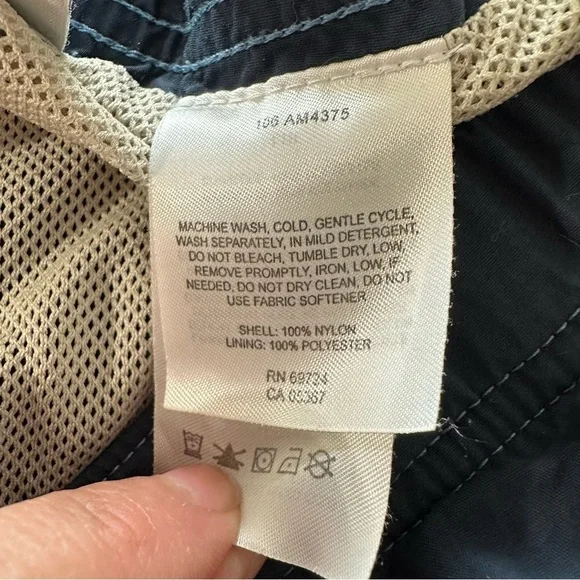 106 AM4375
MACHINE WASH, COLD, GENTLE CYCLE,
WASH SEPARATELY, IN MILD DETERGENT,
DO NOT BLEACH, TUMBLE DRY, LOW,
REMOVE PROMPTLY, IRON, LOW, IF
NEEDED, DO NOT DRY CLEAN, DO NOT
USE FABRIC SOFTENER
SHELL: 100% NYLON
LINING: 100% POLYESTER
RN 69724
CA 05367